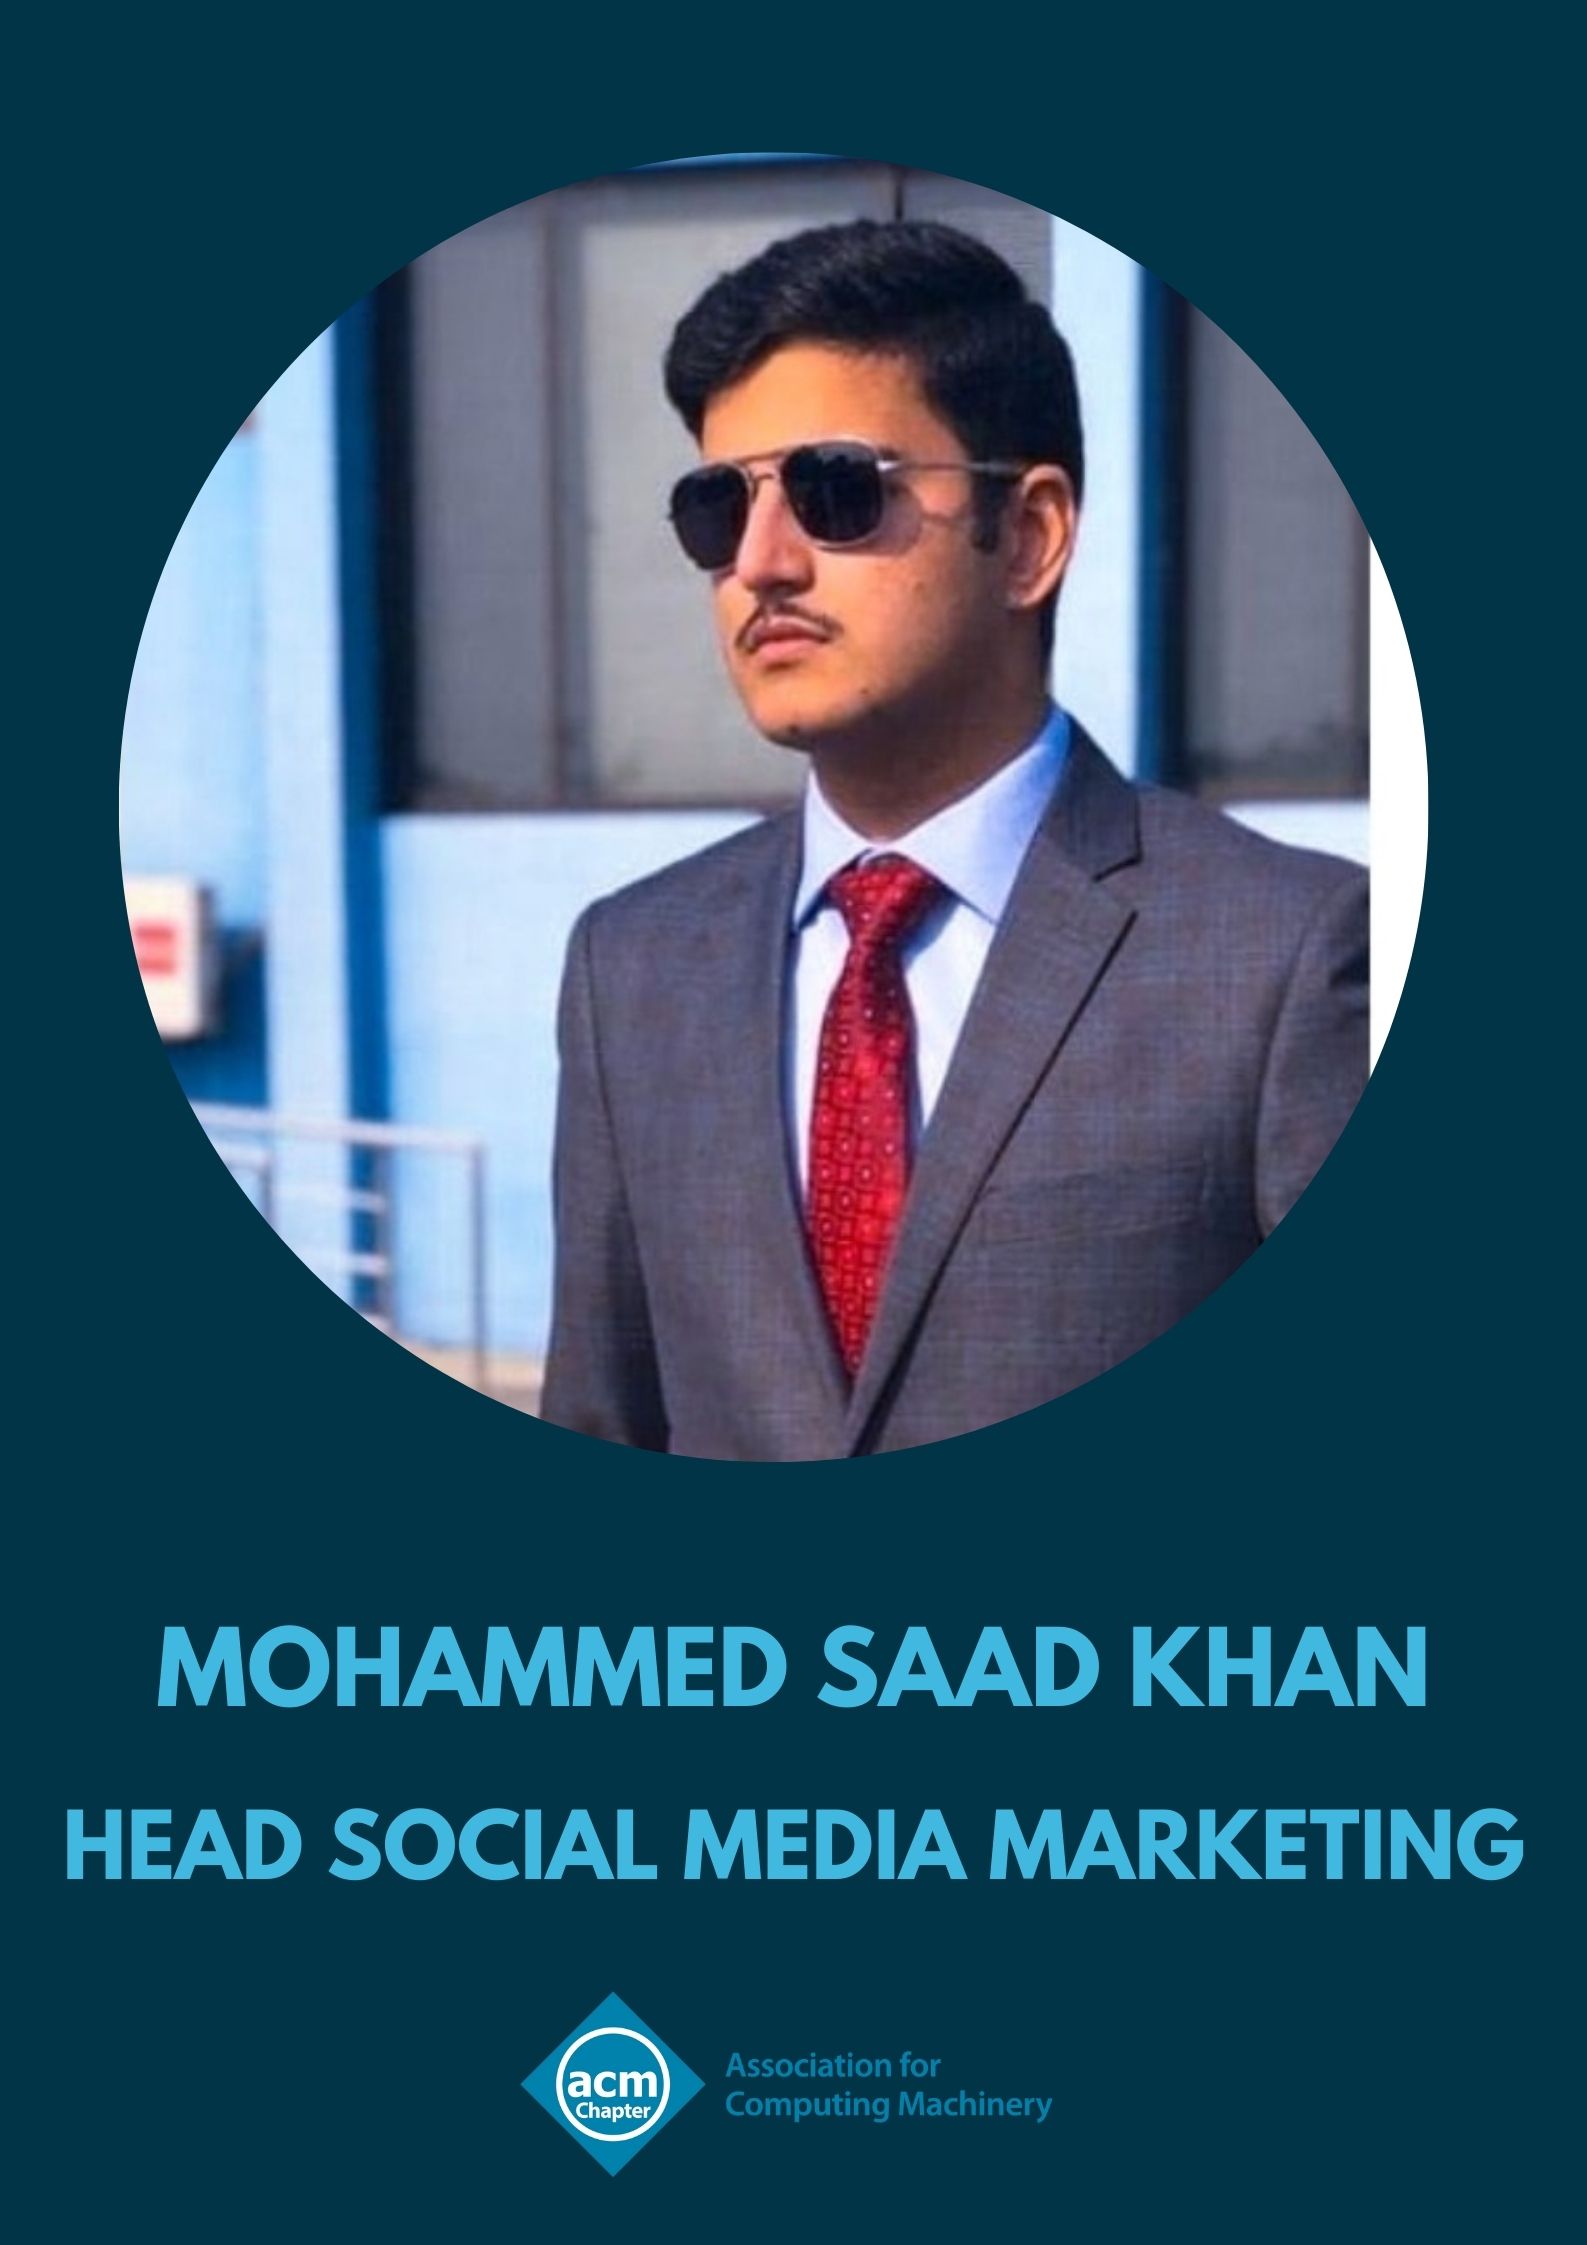 MOHAMMED SAAD KHAN
HEAD SOCIAL MEDIA MARKETING
acm
Chapter
Association for
Computing Machinery